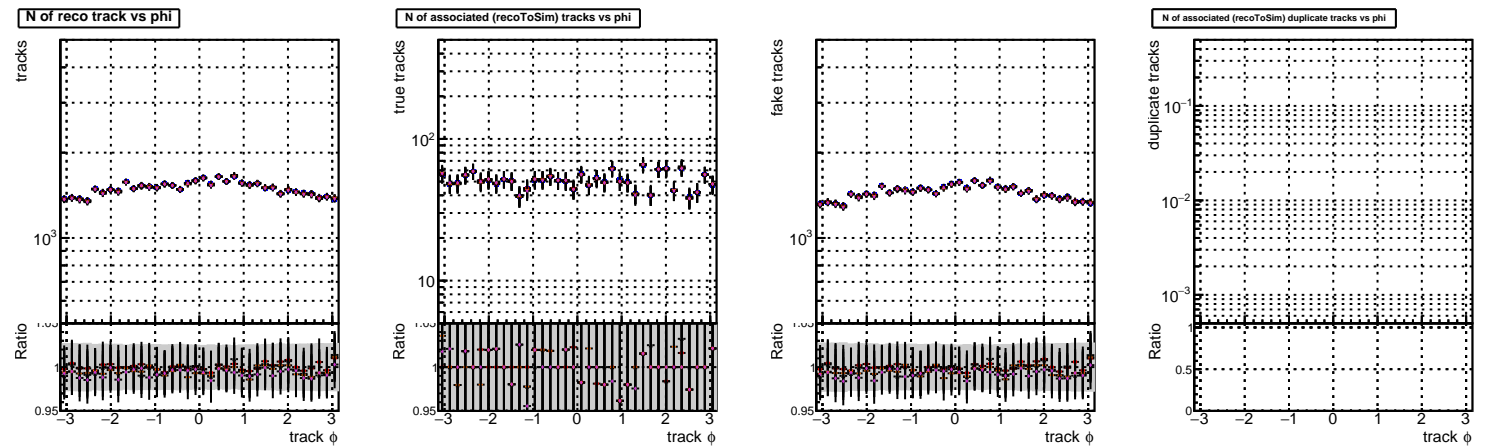 N of reco track vs phi
tracks
10³
Ratio
1.05
1
0.95
−3 −2 −1 0 1 2 3
track ϕ
N of associated (recoToSim) tracks vs phi
true tracks
10²
10
Ratio
1.05
1
0.95
−3 −2 −1 0 1 2 3
track ϕ
fake tracks
10³
Ratio
1.05
1
0.95
−3 −2 −1 0 1 2 3
track ϕ
N of associated (recoToSim) duplicate tracks vs phi
duplicate tracks
10⁻¹
10⁻²
10⁻³
Ratio
1
0.5
0
−3 −2 −1 0 1 2 3
track ϕ